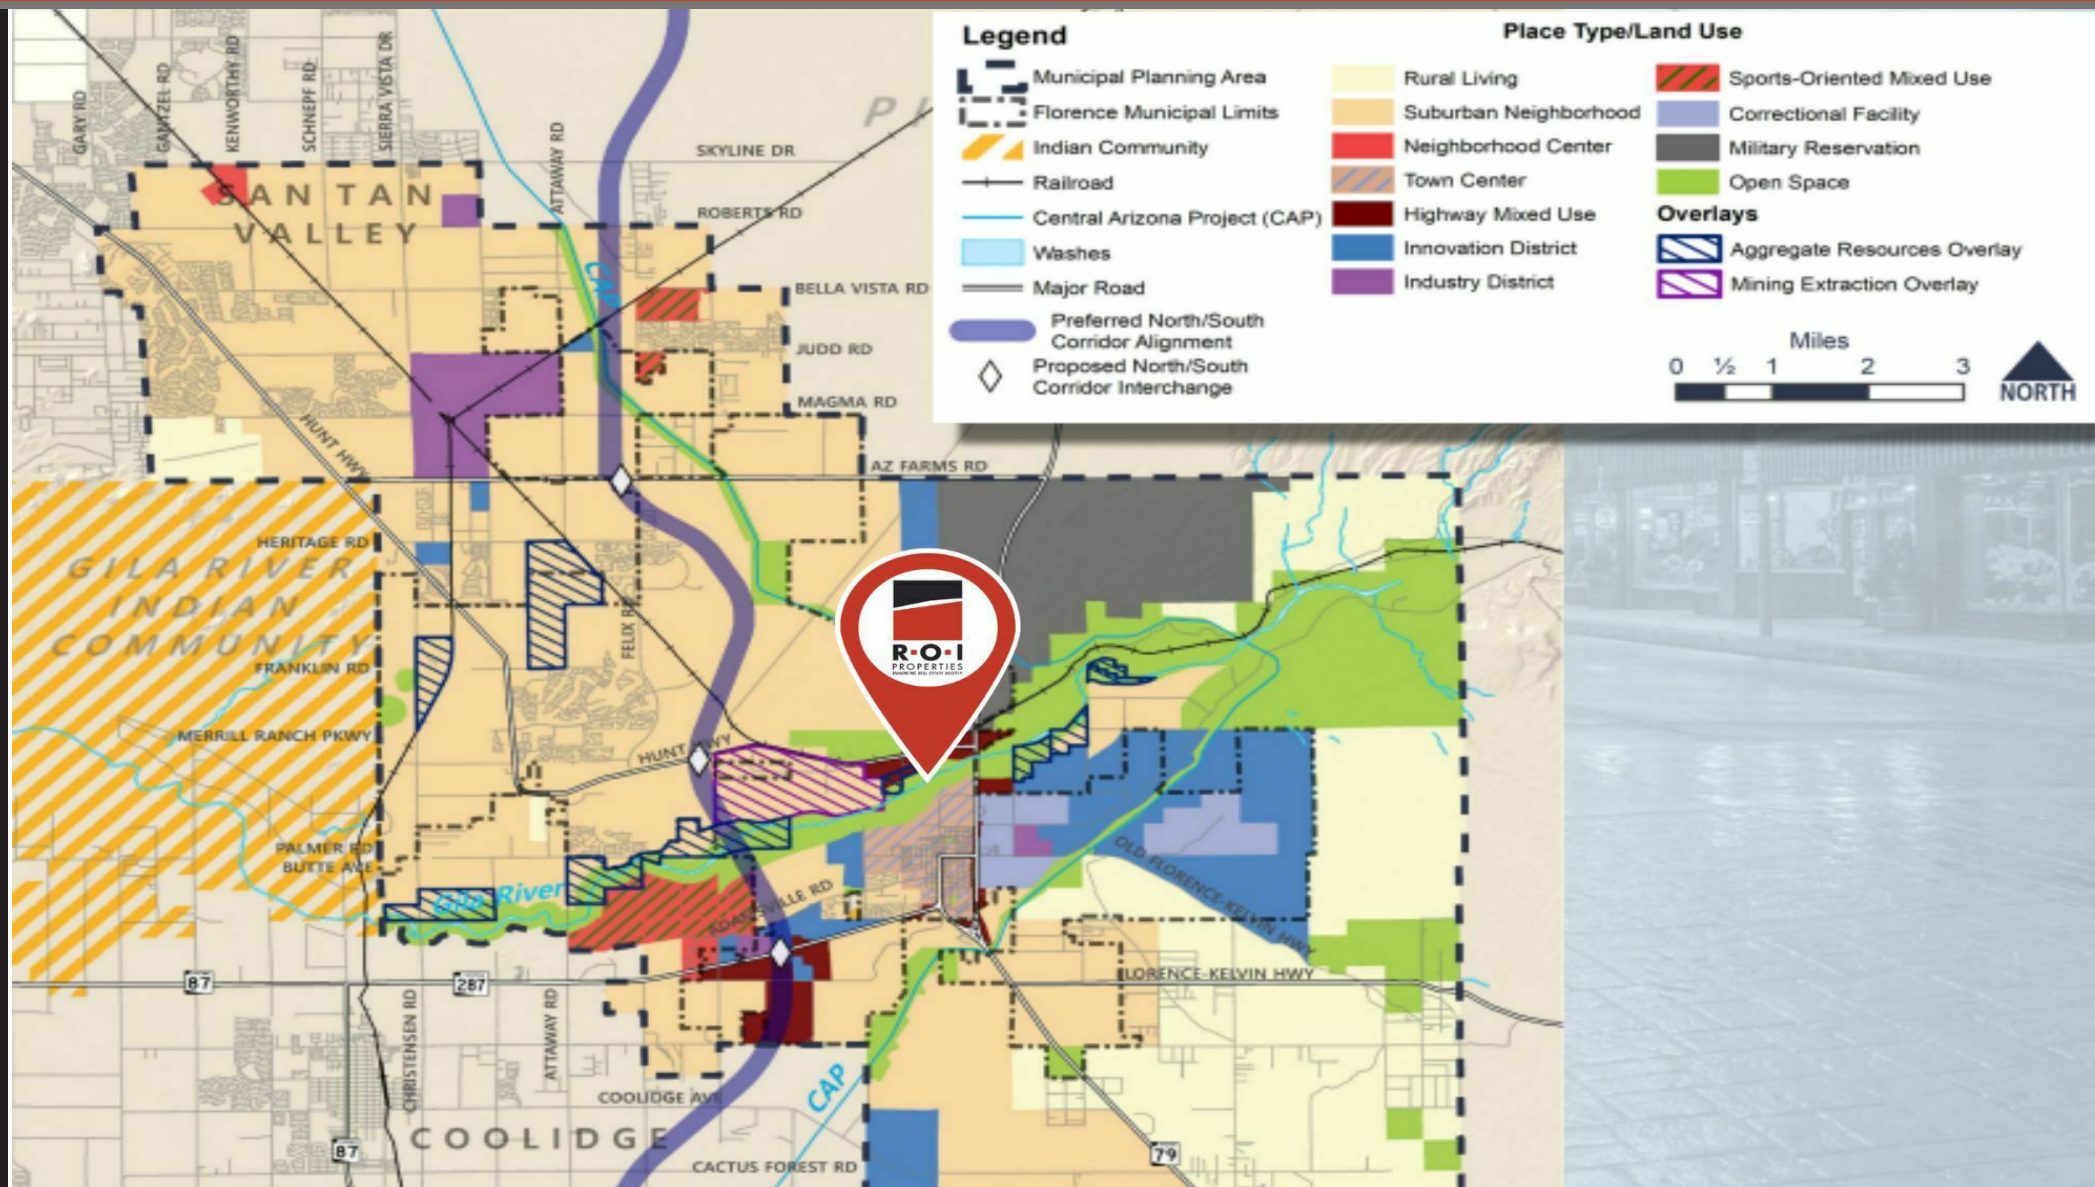 Legend
Municipal Planning Area
Florence Municipal Limits
Indian Community
Railroad
Central Arizona Project (CAP)
Washes
Major Road
Preferred North/South
Corridor Alignment
Proposed North/South
Corridor Interchange
Place Type/Land Use
Rural Living
Suburban Neighborhood
Neighborhood Center
Town Center
Highway Mixed Use
Innovation District
Industry District
Sports-Oriented Mixed Use
Correctional Facility
Military Reservation
Open Space
Overlays
Aggregate Resources Overlay
Mining Extraction Overlay
Miles
0 ½ 1 2 3
NORTH
GARY RD
GANTZEL RD
KENWORTHY RD
SCHNEPF RD
SIERRA VISTA DR
ATTAWAY RD
SKYLINE DR
ROBERTS RD
SAN TAN
VALLEY
CAP
BELLA VISTA RD
JUDD RD
MAGMA RD
HUNT HWY
AZ FARMS RD
HERITAGE RD
GILA RIVER
INDIAN
COMMUNITY
FRANKLIN RD
FELIX RD
R·O·I
PROPERTIES
MERRILL RANCH PKWY
HUNT HWY
PALMER RD
BUTTE AVE
Gila River
ADAMSVILLE RD
OLD FLORENCE-KELVIN HWY
LORENCE-KELVIN HWY
87
287
CHRISTENSEN RD
ATTAWAY RD
COOLIDGE AVE
CAP
COOLIDGE
87
CACTUS FOREST RD
79